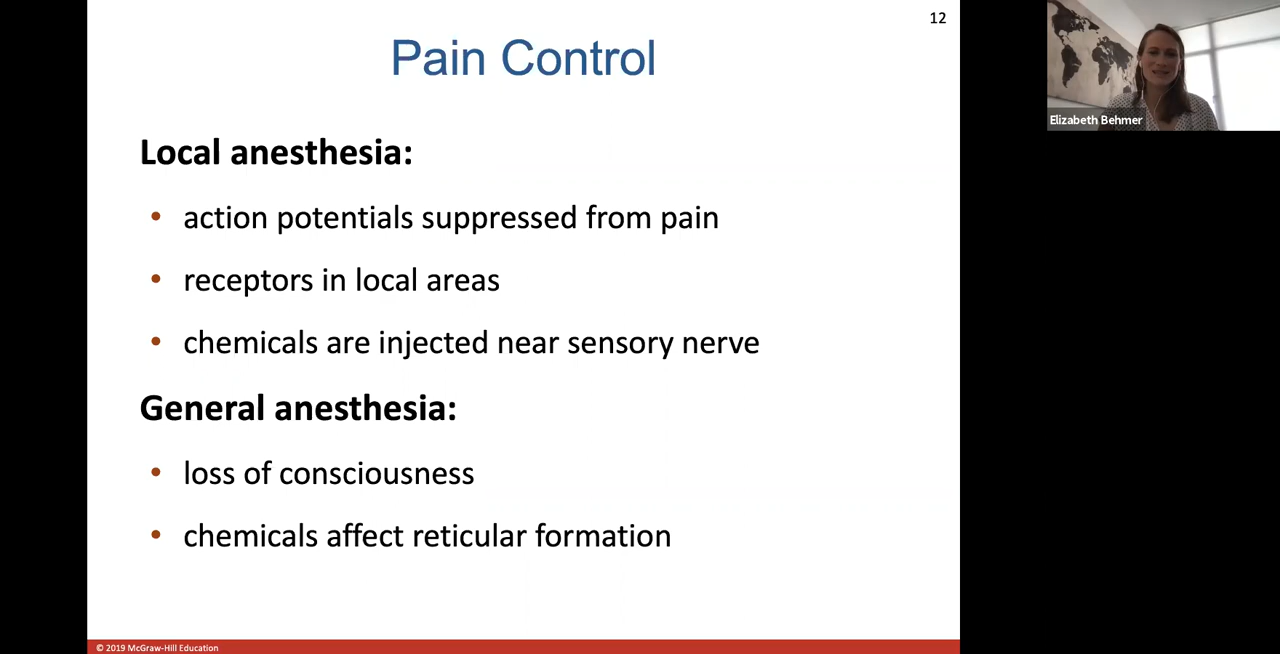 12
Pain Control
Elizabeth Behmer
Local anesthesia:
• action potentials suppressed from pain
• receptors in local areas
• chemicals are injected near sensory nerve
General anesthesia:
• loss of consciousness
• chemicals affect reticular formation
© 2019 McGraw-Hill Education